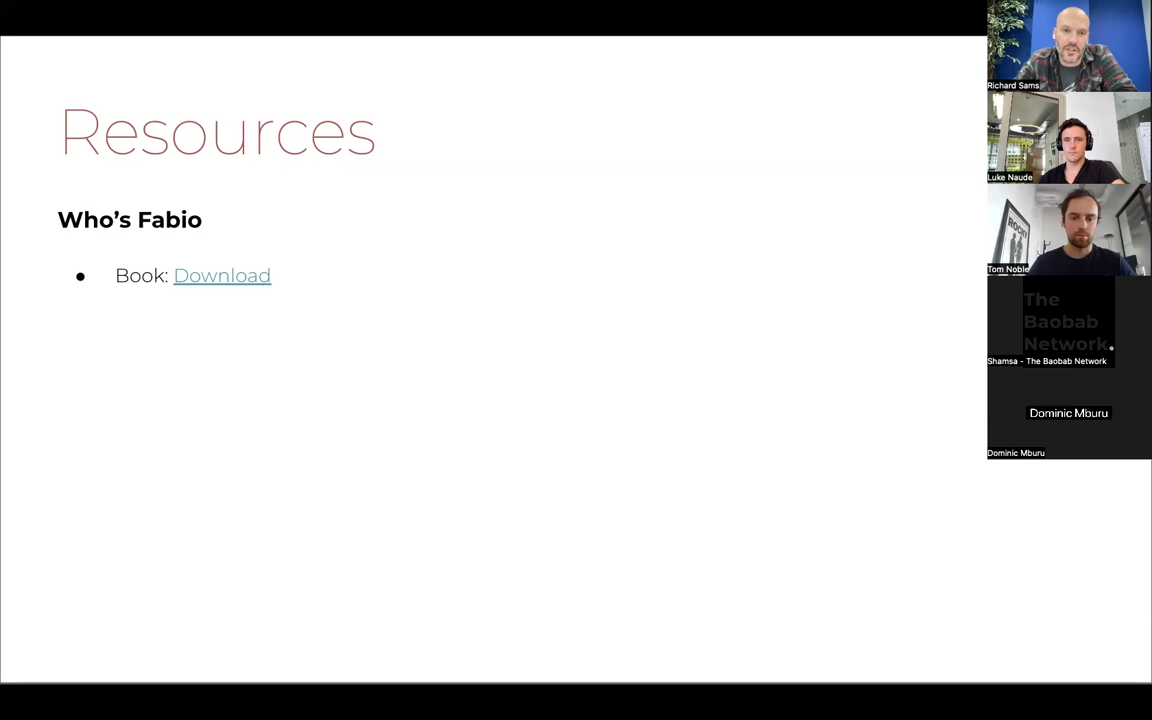 Resources
Who's Fabio
● Book: Download
Richard Sams
Luke Naude
ROCKY
Tom Noble
The
Baobab
Network.
Shamsa - The Baobab Network
Dominic Mburu
Dominic Mburu